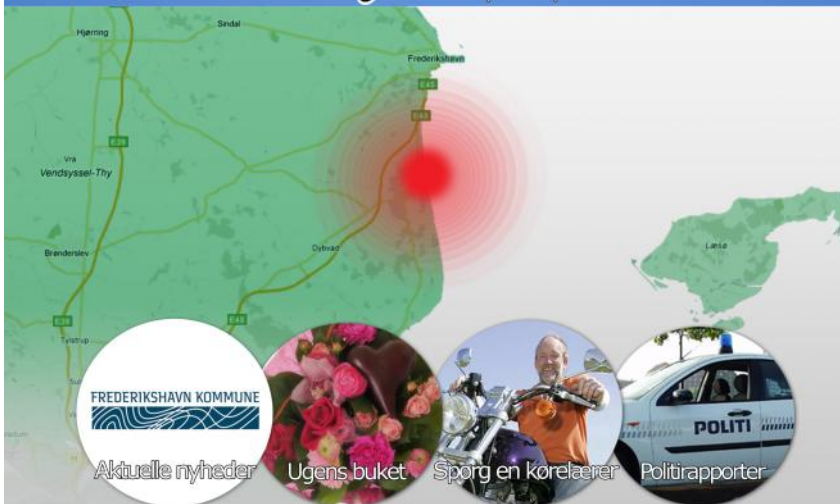 Hjørring
Sindal
Frederikshavn
E45
E45
E39
Vra
Vendsyssel-Thy
Læsø
Dybvad
Brønderslev
E39
E45
Tylstrup
FREDERIKSHAVN KOMMUNE
POLITI
Aktuelle nyheder
Ugens buket
Spørg en kørelærer
Politirapporter